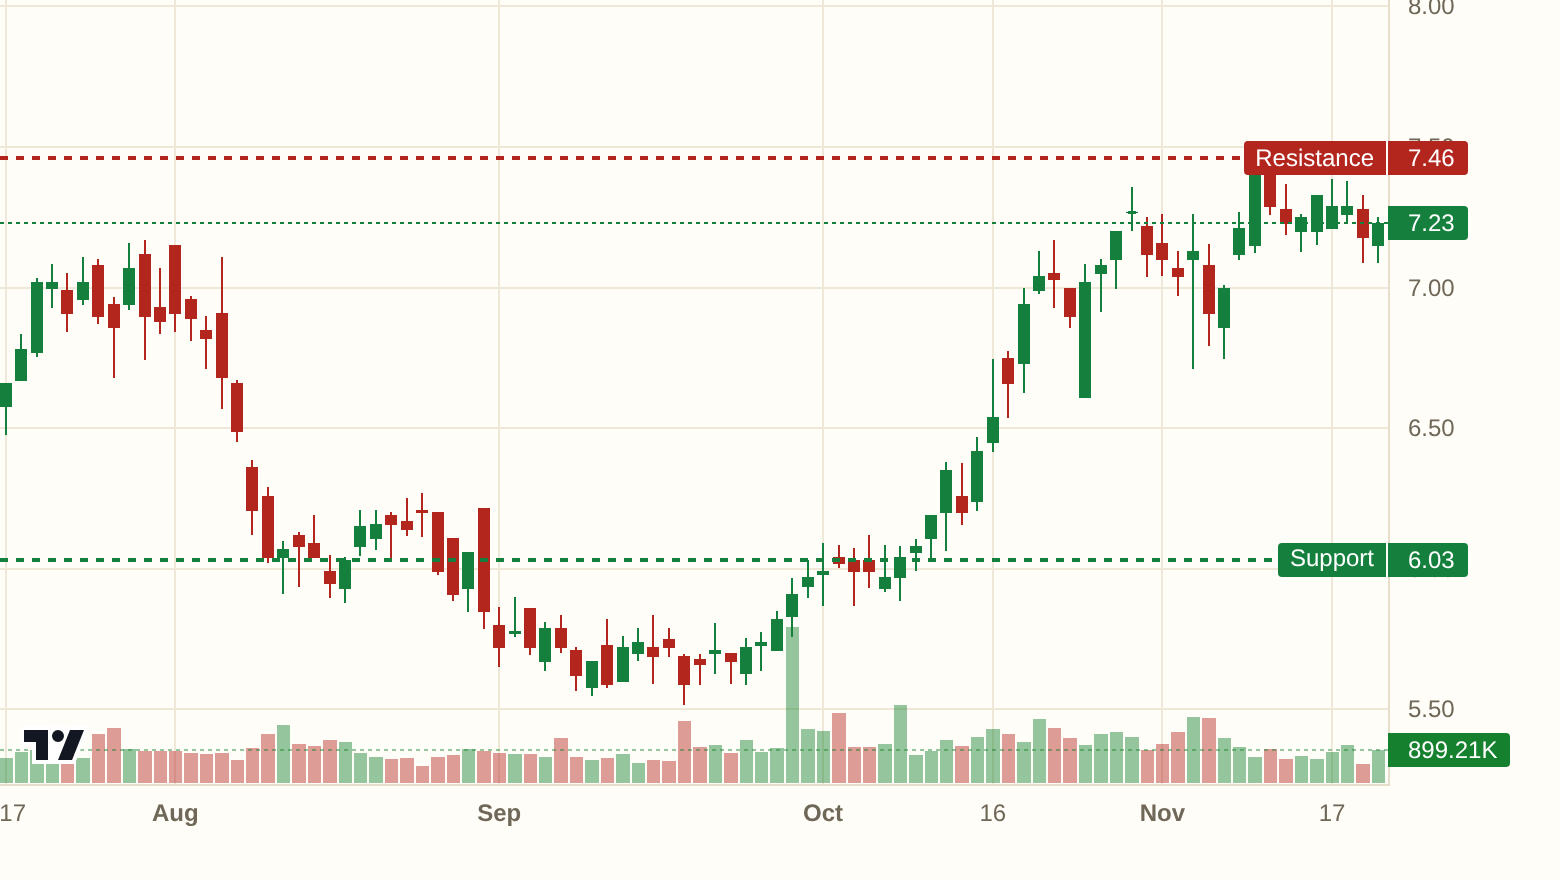 8.00
Resistance 7.46
7.23
7.00
6.50
Support 6.03
5.50
899.21K
17 Aug Sep Oct 16 Nov 17